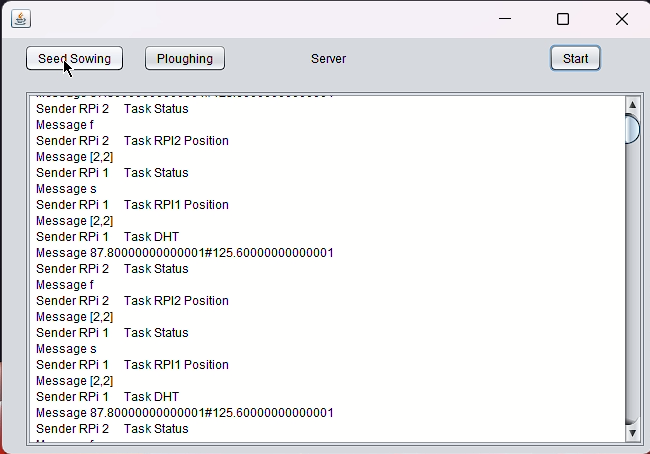 Seed Sowing Ploughing Server Start
Sender RPi 2 Task Status
Message f
Sender RPi 2 Task RPI2 Position
Message [2,2]
Sender RPi 1 Task Status
Message s
Sender RPi 1 Task RPI1 Position
Message [2,2]
Sender RPi 1 Task DHT
Message 87.80000000000001#125.60000000000001
Sender RPi 2 Task Status
Message f
Sender RPi 2 Task RPI2 Position
Message [2,2]
Sender RPi 1 Task Status
Message s
Sender RPi 1 Task RPI1 Position
Message [2,2]
Sender RPi 1 Task DHT
Message 87.80000000000001#125.60000000000001
Sender RPi 2 Task Status